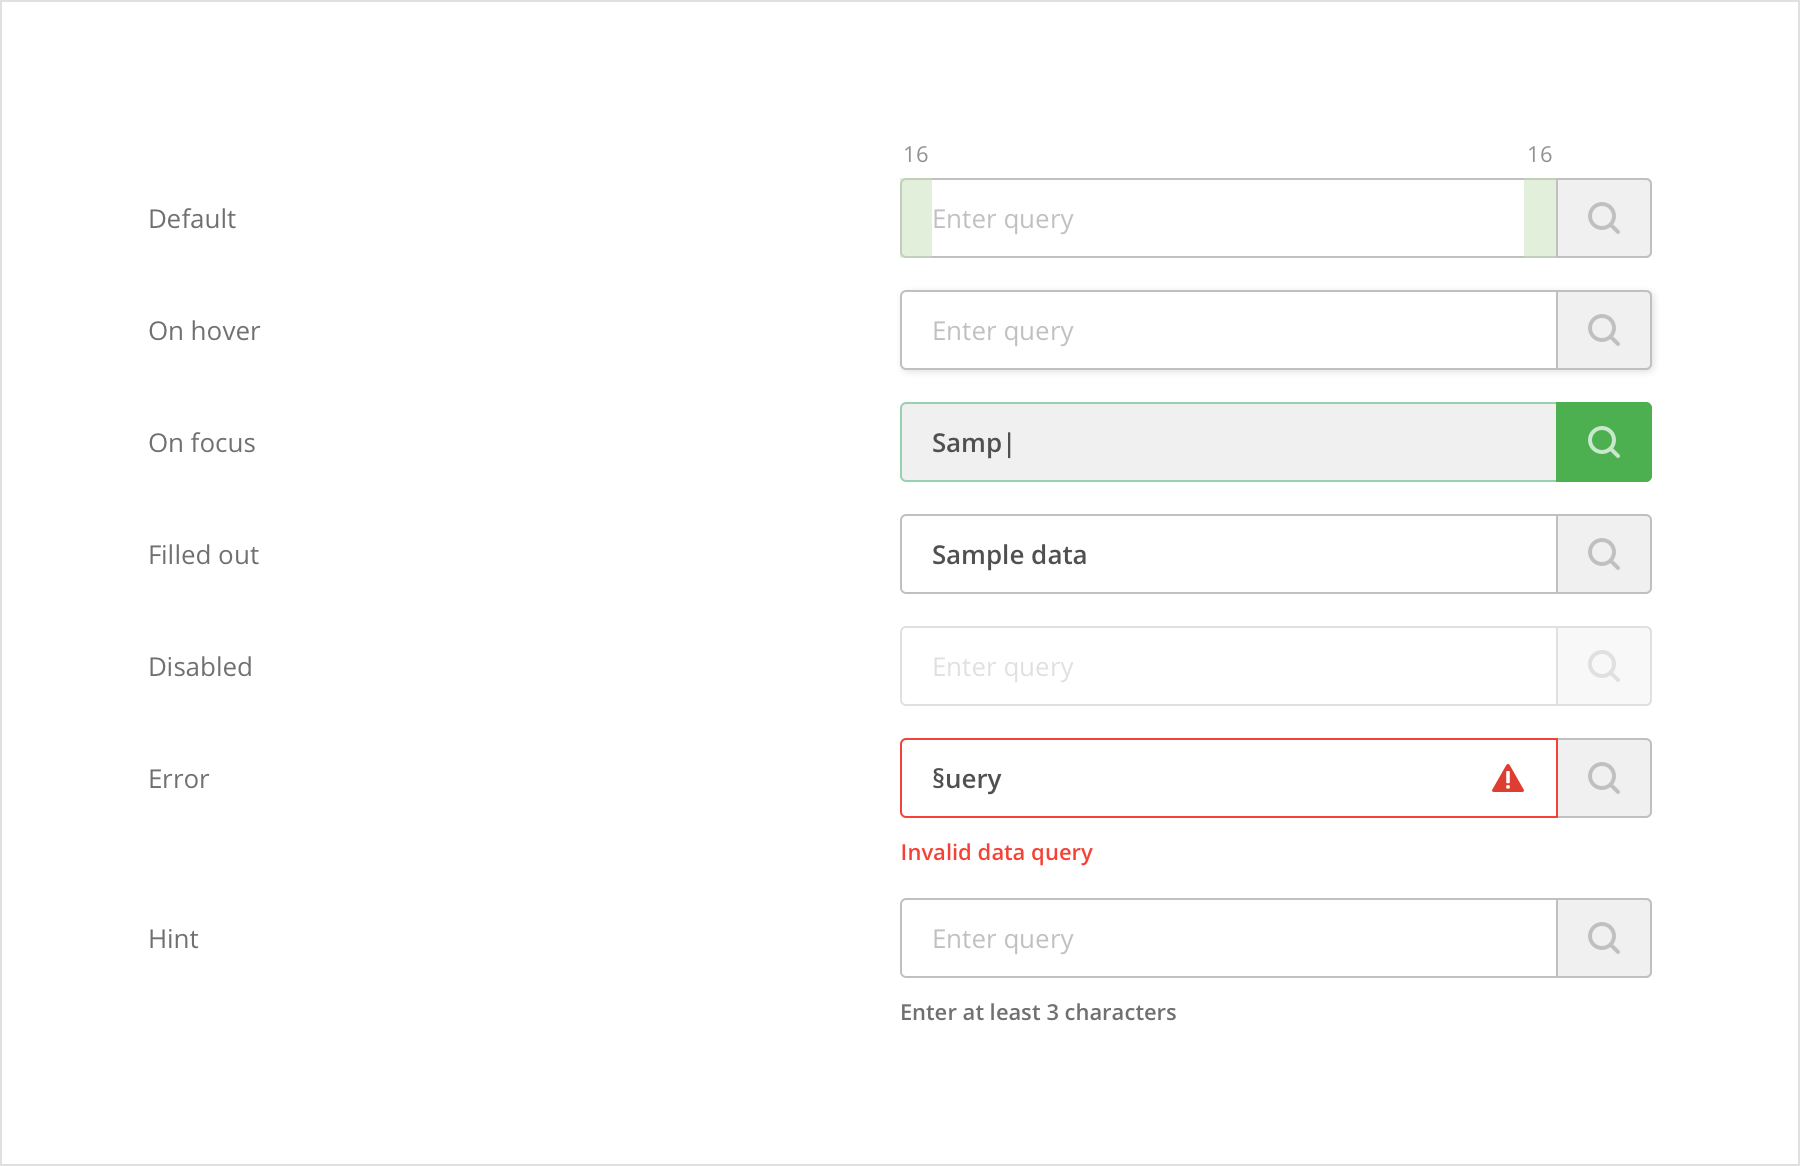 16 16
Default Enter query
On hover Enter query
On focus Samp|
Filled out Sample data
Disabled Enter query
Error §uery
Invalid data query
Hint Enter query
Enter at least 3 characters